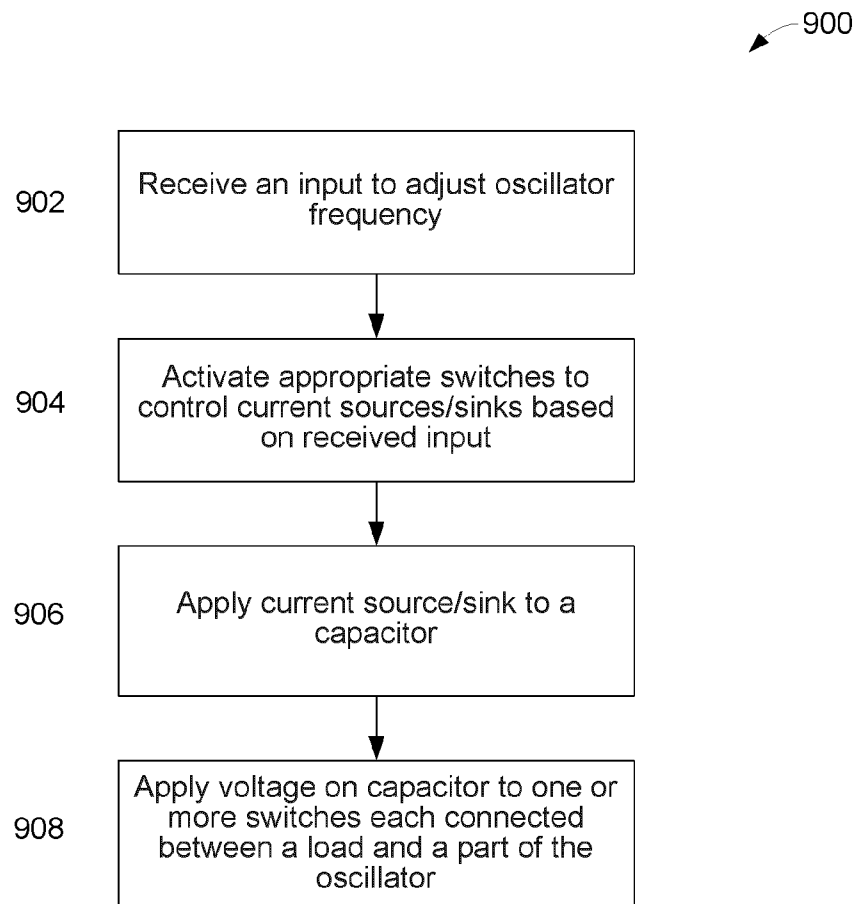 900
902
Receive an input to adjust oscillator
frequency
904
Activate appropriate switches to
control current sources/sinks based
on received input
906
Apply current source/sink to a
capacitor
908
Apply voltage on capacitor to one or
more switches each connected
between a load and a part of the
oscillator